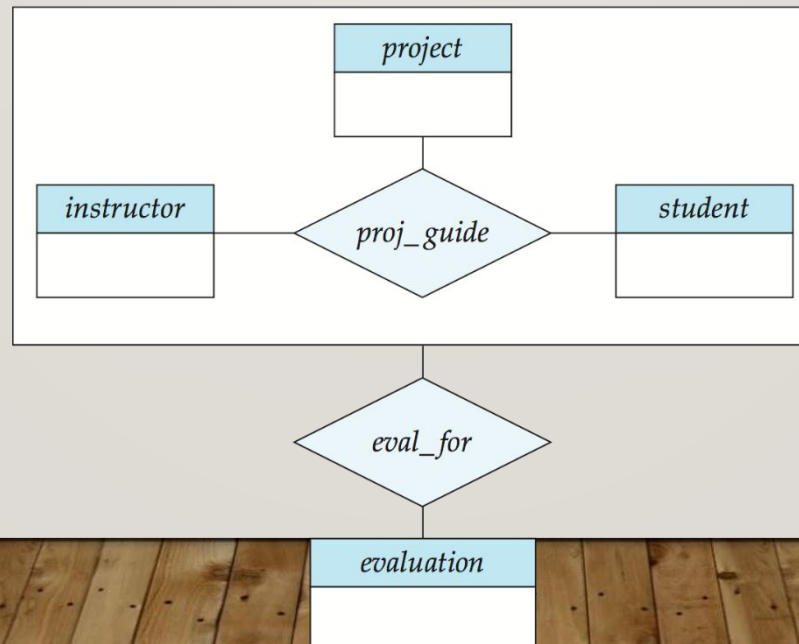 project
instructor
proj_guide
student
eval_for
evaluation